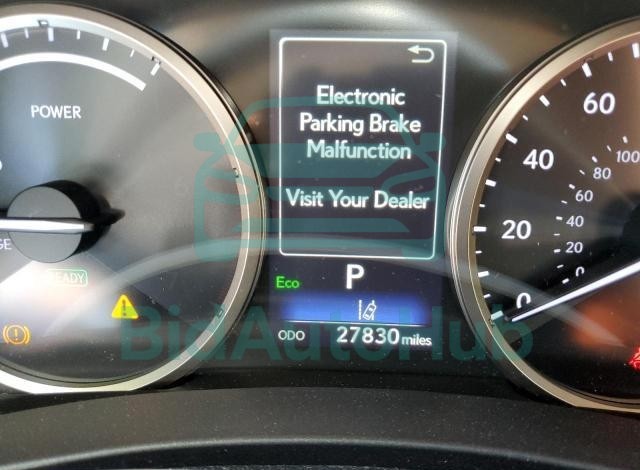 Electronic
Parking Brake
Malfunction
Visit Your Dealer
POWER
READY
Eco
P
ODO 27830 miles
60
40
20
0
100
80
60
40
20
0
BidAutoHub